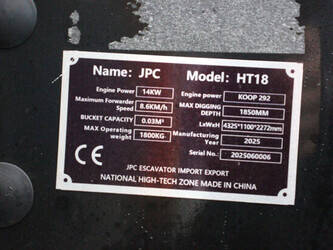 Name: JPC Model: HT18
Engine Power 14KW Engine power KOOP 292
Maximum Forwarder Speed 8.6KM/h MAX DIGGING DEPTH 1850MM
BUCKET CAPACITY 0.03M³ LxWxH 4325*1100*2272mm
MAX Operating weight 1800KG Manufacturing Year 2025
Serial No. 2025060006
CE
JPC ESCAVATOR IMPORT EXPORT
NATIONAL HIGH-TECH ZONE MADE IN CHINA